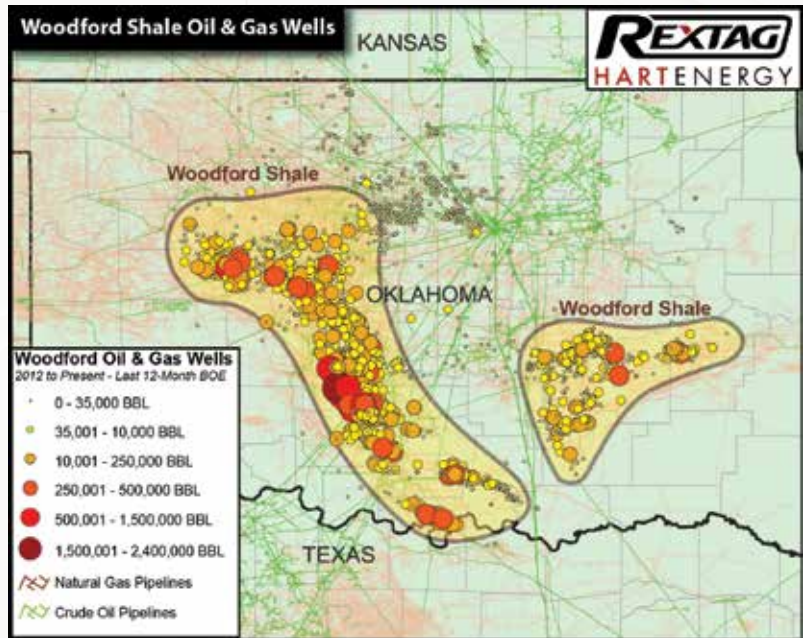 Woodford Shale Oil & Gas Wells
KANSAS
REXTAG
HARTENERGY
Woodford Shale
OKLAHOMA
Woodford Shale
Woodford Oil & Gas Wells
2012 to Present - Last 12-Month BOE
0 - 35,000 BBL
35,001 - 10,000 BBL
10,001 - 250,000 BBL
250,001 - 500,000 BBL
500,001 - 1,500,000 BBL
1,500,001 - 2,400,000 BBL
Natural Gas Pipelines
Crude Oil Pipelines
TEXAS